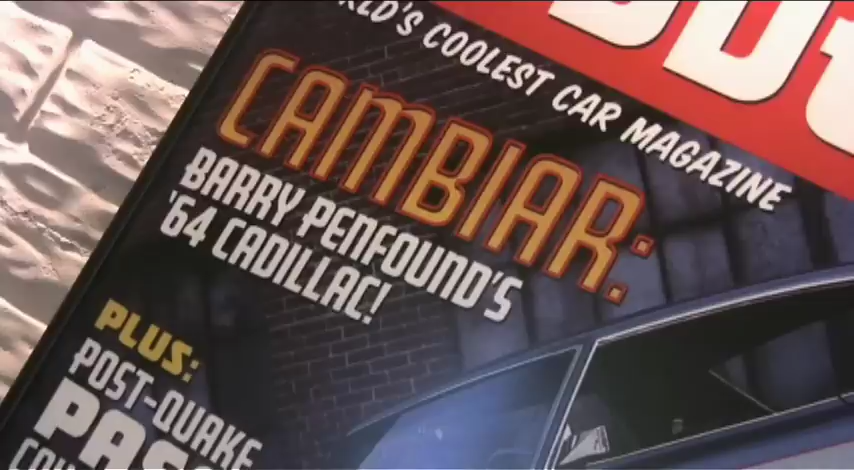 COOLEST CAR MAGAZINE
CAMBIAR:
BARRY PENFOUND'S
'64 CADILLAC!
PLUS:
POST-QUAKE